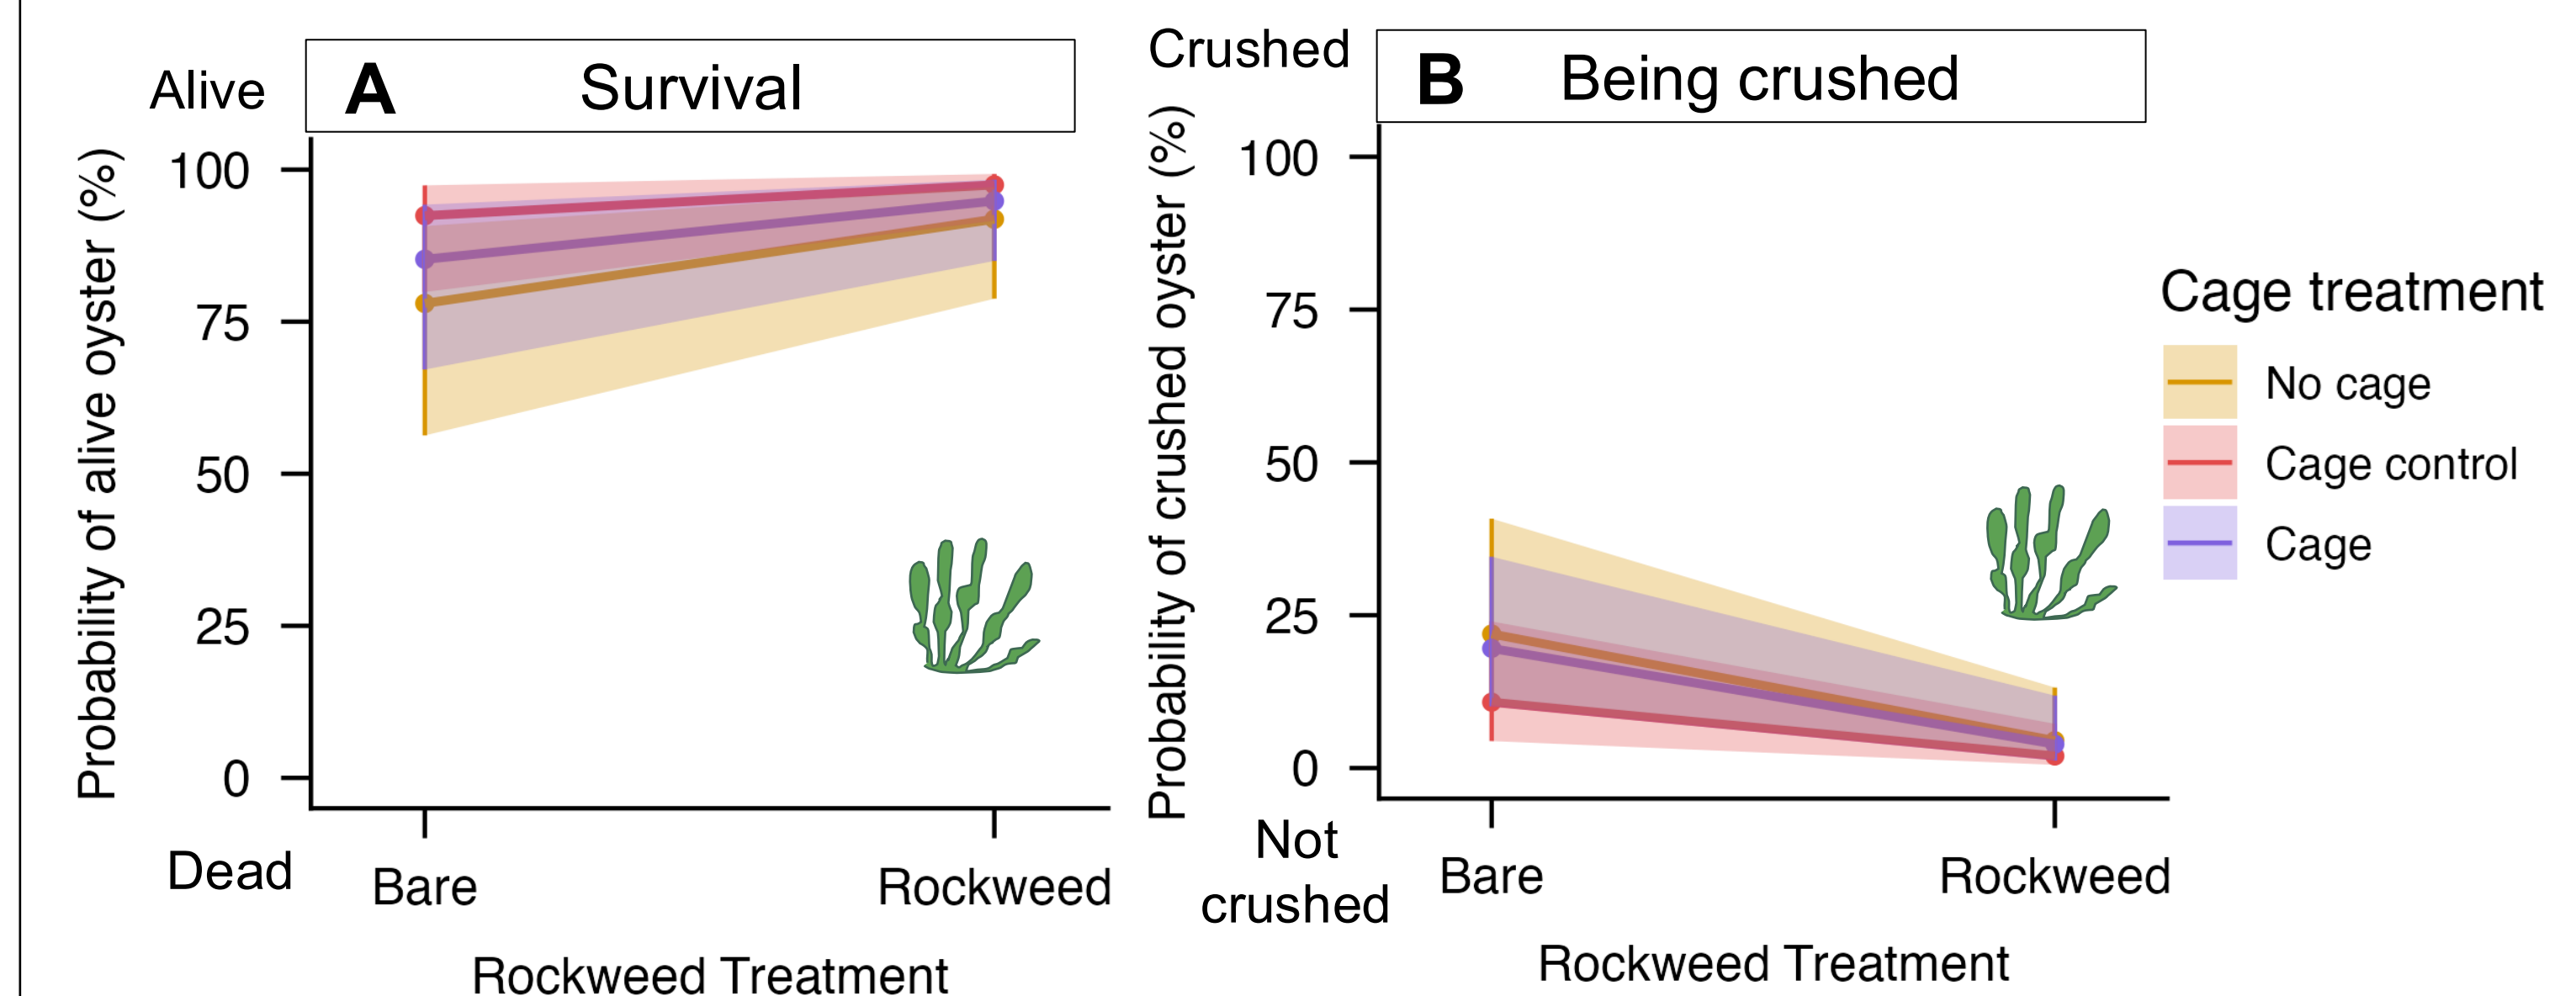 Alive
A Survival
Probability of alive oyster (%)
100
75
50
25
0
Dead
Bare
Rockweed
Rockweed Treatment
Crushed
B Being crushed
Probability of crushed oyster (%)
100
75
50
25
0
Not
crushed
Bare
Rockweed
Rockweed Treatment
Cage treatment
No cage
Cage control
Cage